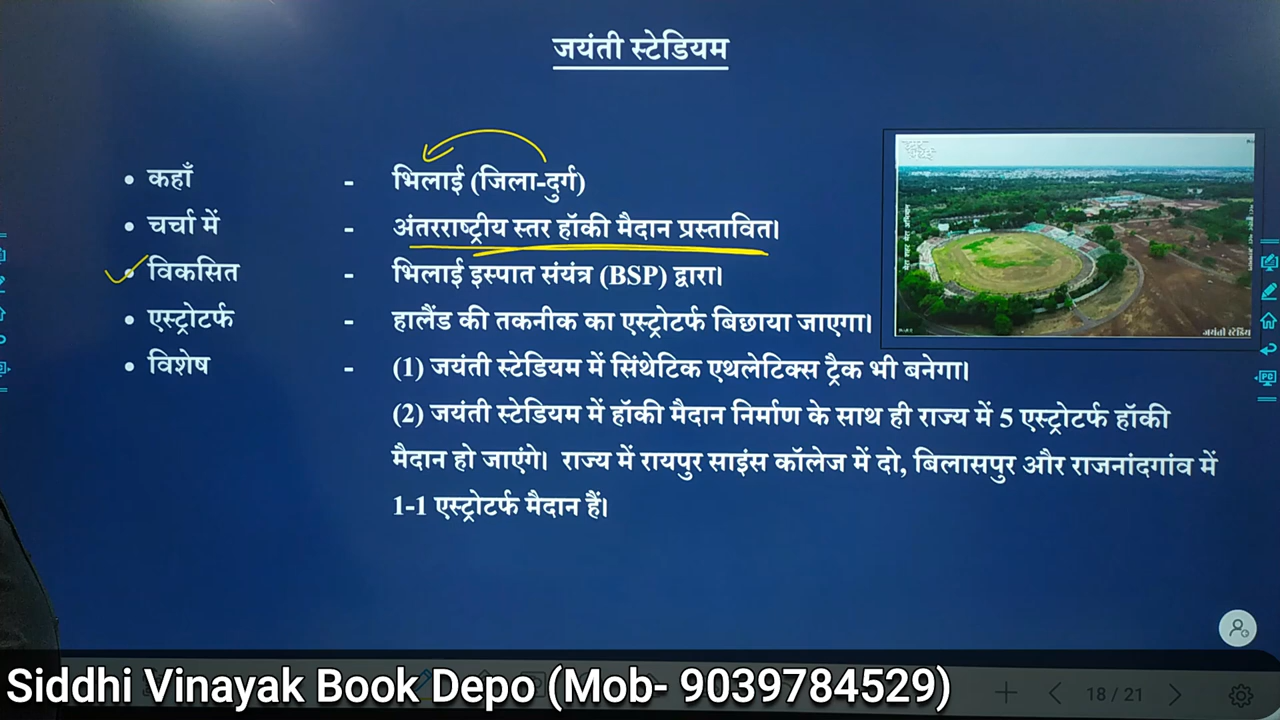 जयंती स्टेडियम
• कहाँ - भिलाई (जिला-दुर्ग)
• चर्चा में - अंतरराष्ट्रीय स्तर हॉकी मैदान प्रस्तावित।
• विकसित - भिलाई इस्पात संयंत्र (BSP) द्वारा।
• एस्ट्रोटर्फ - हालैंड की तकनीक का एस्ट्रोटर्फ बिछाया जाएगा।
• विशेष - (1) जयंती स्टेडियम में सिंथेटिक एथलेटिक्स ट्रैक भी बनेगा।
(2) जयंती स्टेडियम में हॉकी मैदान निर्माण के साथ ही राज्य में 5 एस्ट्रोटर्फ हॉकी
मैदान हो जाएंगे। राज्य में रायपुर साइंस कॉलेज में दो, बिलासपुर और राजनांदगांव में
1-1 एस्ट्रोटर्फ मैदान हैं।
जयंती स्टेडिय
PC
Siddhi Vinayak Book Depo (Mob- 9039784529)
18 / 21